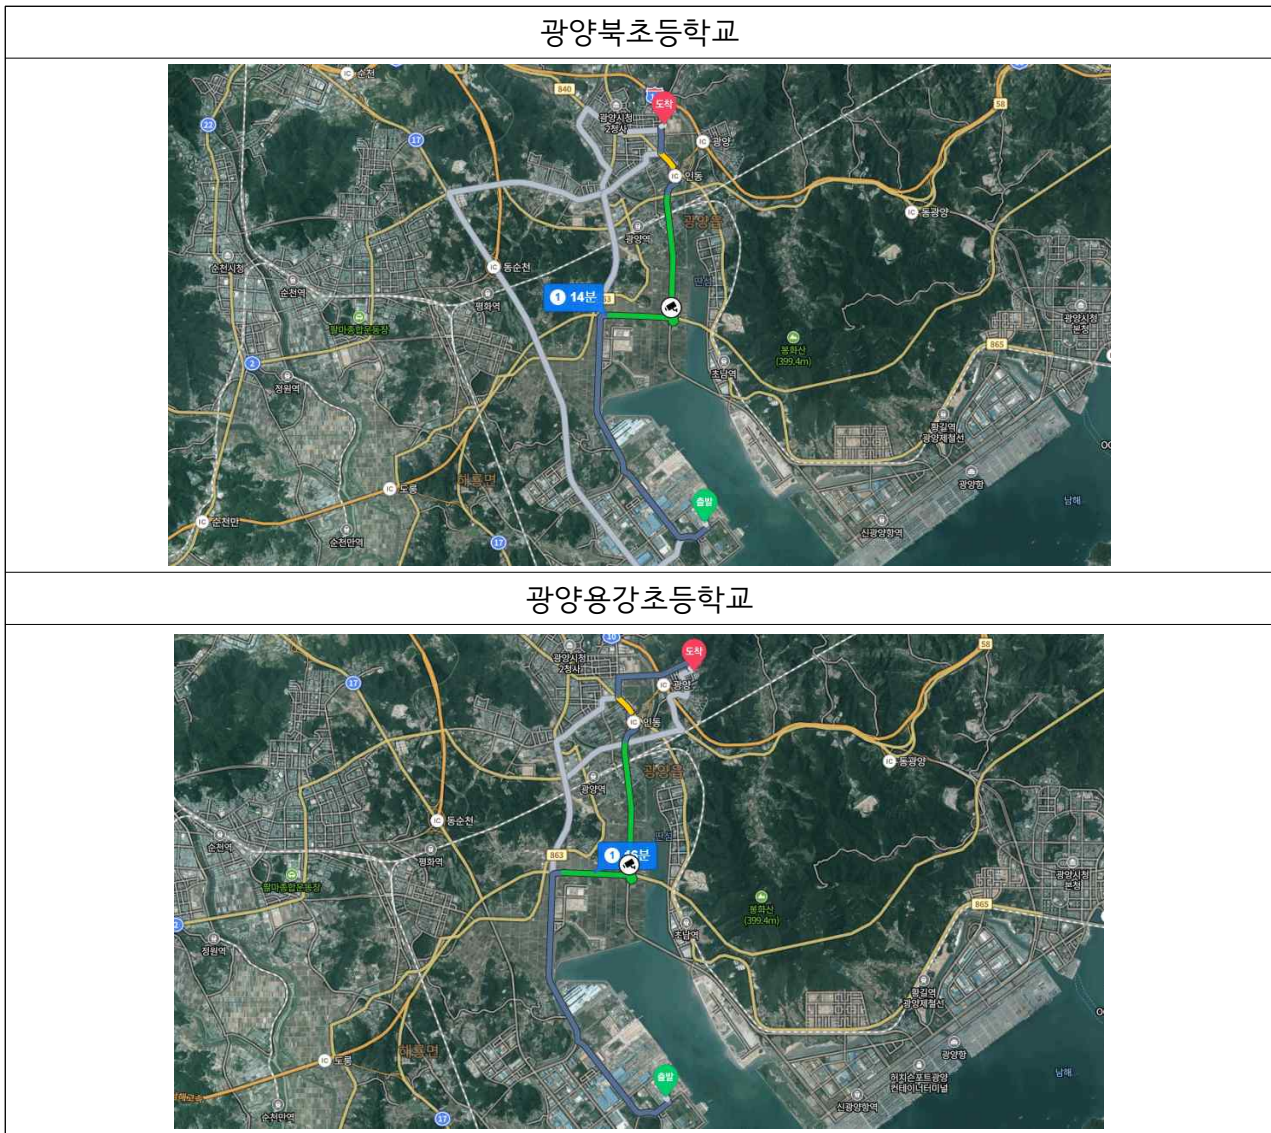 광양북초등학교
순천
840
광양시청
2청사
도착
58
22
17
광양
인동
동광양
광양읍
광양역
순천시청
동순천
순천역
평화역
1 14분
63
팔마종합운동장
봉화산
(399.4m)
광양시청
본청
865
2
정원역
초남역
황길역
광양제철선
해룡면
도롱
출발
광양항
남해
순천만
순천만역
17
신광양항역
광양용강초등학교
10
광양시청
2청사
도착
58
17
광양
인동
동광양
광양읍
광양역
동순천
순천역
평화역
863
1 16분
팔마종합운동장
봉화산
(399.4m)
광양시청
본청
865
2
정원역
초남역
황길역
광양제철선
해룡면
도롱
출발
광양항
허치슨포트광양
컨테이너터미널
남해
순천만역
17
신광양항역